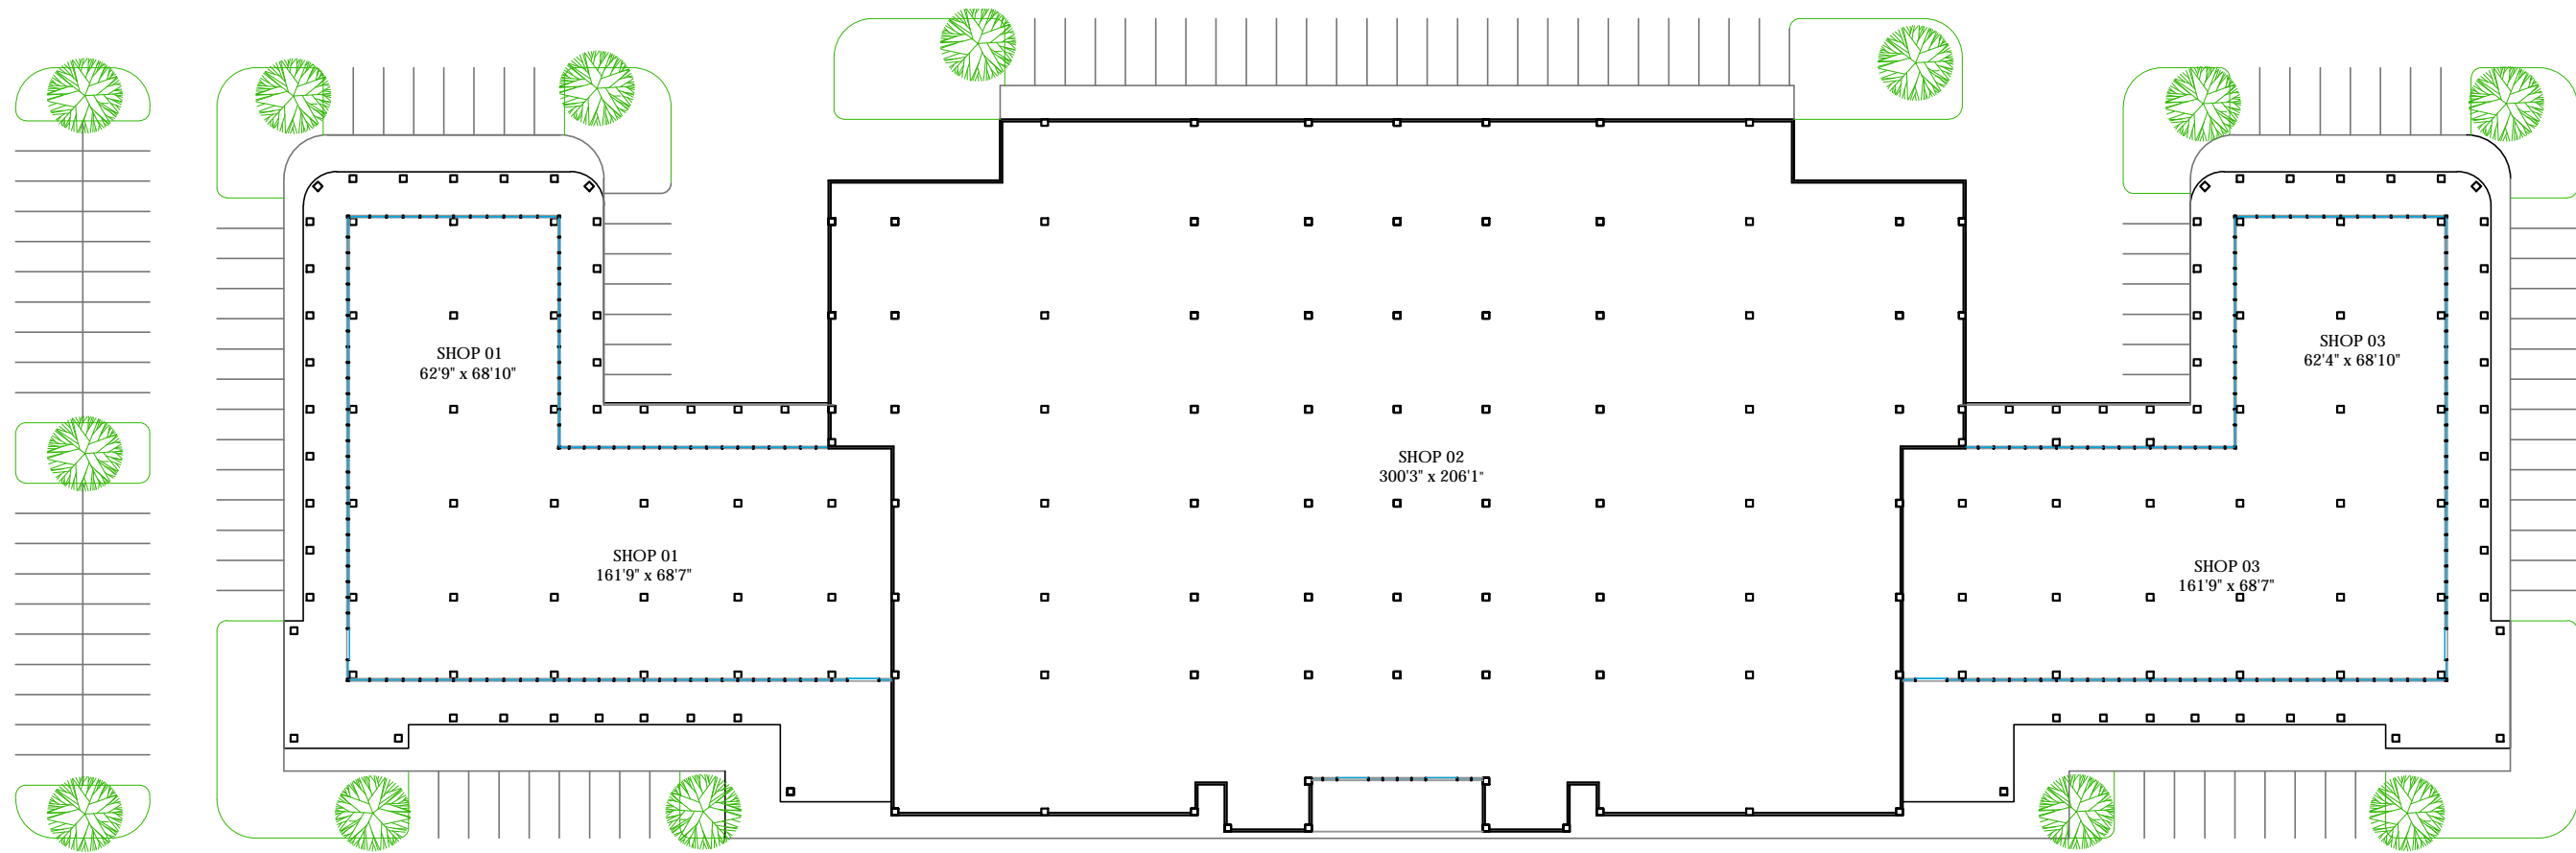 SHOP 01
62'9" x 68'10"
SHOP 01
161'9" x 68'7"
SHOP 02
300'3" x 206'1"
SHOP 03
62'4" x 68'10"
SHOP 03
161'9" x 68'7"